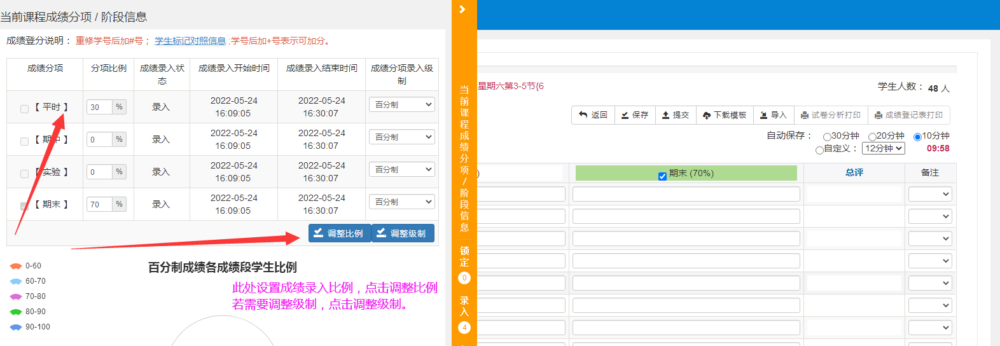 当前课程成绩分项 / 阶段信息
成绩登分说明： 重修学号后加#号； 学生标记对照信息 ;学号后加+号表示可加分。
成绩分项 分项比例 成绩录入状态 成绩录入开始时间 成绩录入结束时间 成绩分项录入级制
【 平时 】 30 % 录入 2022-05-24 16:09:05 2022-05-24 16:30:07 百分制
【 期中 】 0 % 录入 2022-05-24 16:09:05 2022-05-24 16:30:07 百分制
【 实验 】 0 % 录入 2022-05-24 16:09:05 2022-05-24 16:30:07 百分制
【 期末 】 70 % 录入 2022-05-24 16:09:05 2022-05-24 16:30:07 百分制
调整比例 调整级制
百分制成绩各成绩段学生比例
0-60
60-70
70-80
80-90
90-100
此处设置成绩录入比例，点击调整比例
若需要调整级制，点击调整级制。
当前课程成绩分项/阶段信息
锁定
0
录入
4
星期六第3-5节{6
学生人数： 48 人
返回 保存 提交 下载模板 导入 试卷分析打印 成绩登记表打印
自动保存： 30分钟 20分钟 10分钟
自定义： 12分钟 09:58
) 期末 (70%) 总评 备注